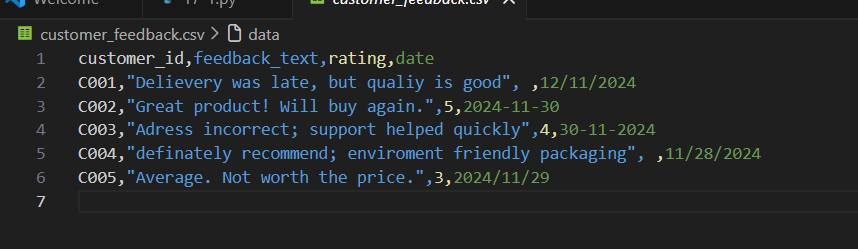 Welcome
customer_feedback.csv
customer_feedback.csv > data
1 customer_id,feedback_text,rating,date
2 C001,"Delievery was late, but qualiy is good", ,12/11/2024
3 C002,"Great product! Will buy again.",5,2024-11-30
4 C003,"Adress incorrect; support helped quickly",4,30-11-2024
5 C004,"definately recommend; enviroment friendly packaging", ,11/28/2024
6 C005,"Average. Not worth the price.",3,2024/11/29
7